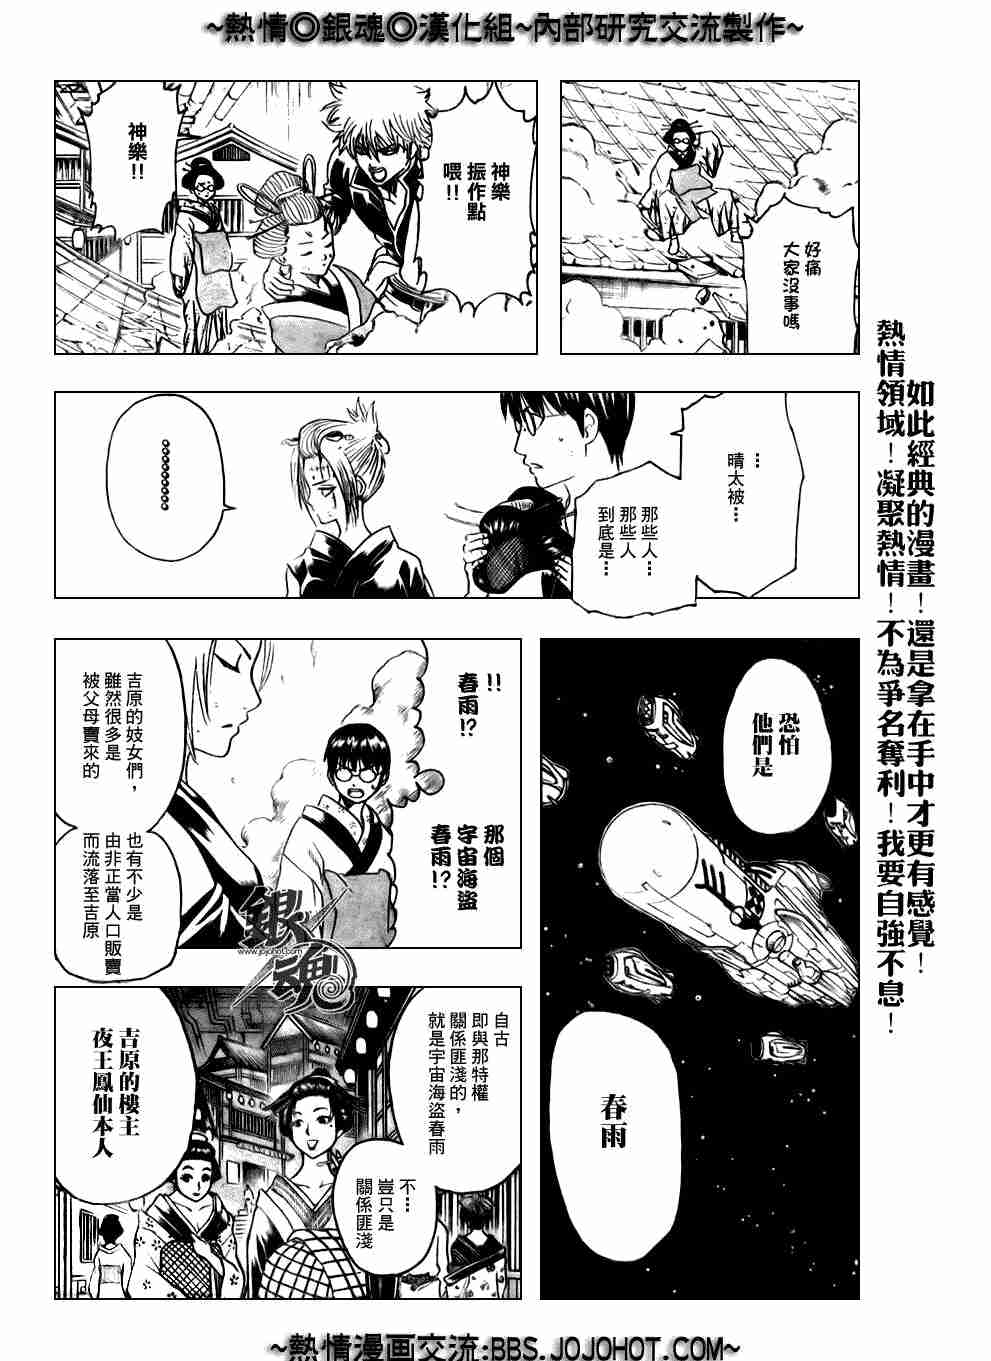 ~熱情◎銀魂◎漢化組~內部研究交流製作~
好痛
大家沒事嗎
神樂
振作點
喂!!
神樂!!
…
晴太被…
那些人…
那些人
到底是…
………
恐怕
他們是
春雨
!!
春雨!?
那個
宇宙海盜
春雨!?
吉原的妓女們，
雖然很多是
被父母賣來的
也有不少是
由非正當人口販賣
而流落至吉原
自古
即與那特權
關係匪淺的，
就是宇宙海盜春雨
不…
豈只是
關係匪淺
吉原的樓主
夜王鳳仙本人
銀魂
www.jojohot.com
如此經典的漫畫！還是拿在手中才更有感覺！
熱情領域！凝聚熱情！不為爭名奪利！我要自強不息！
~熱情漫画交流:BBS.JOJOHOT.COM~